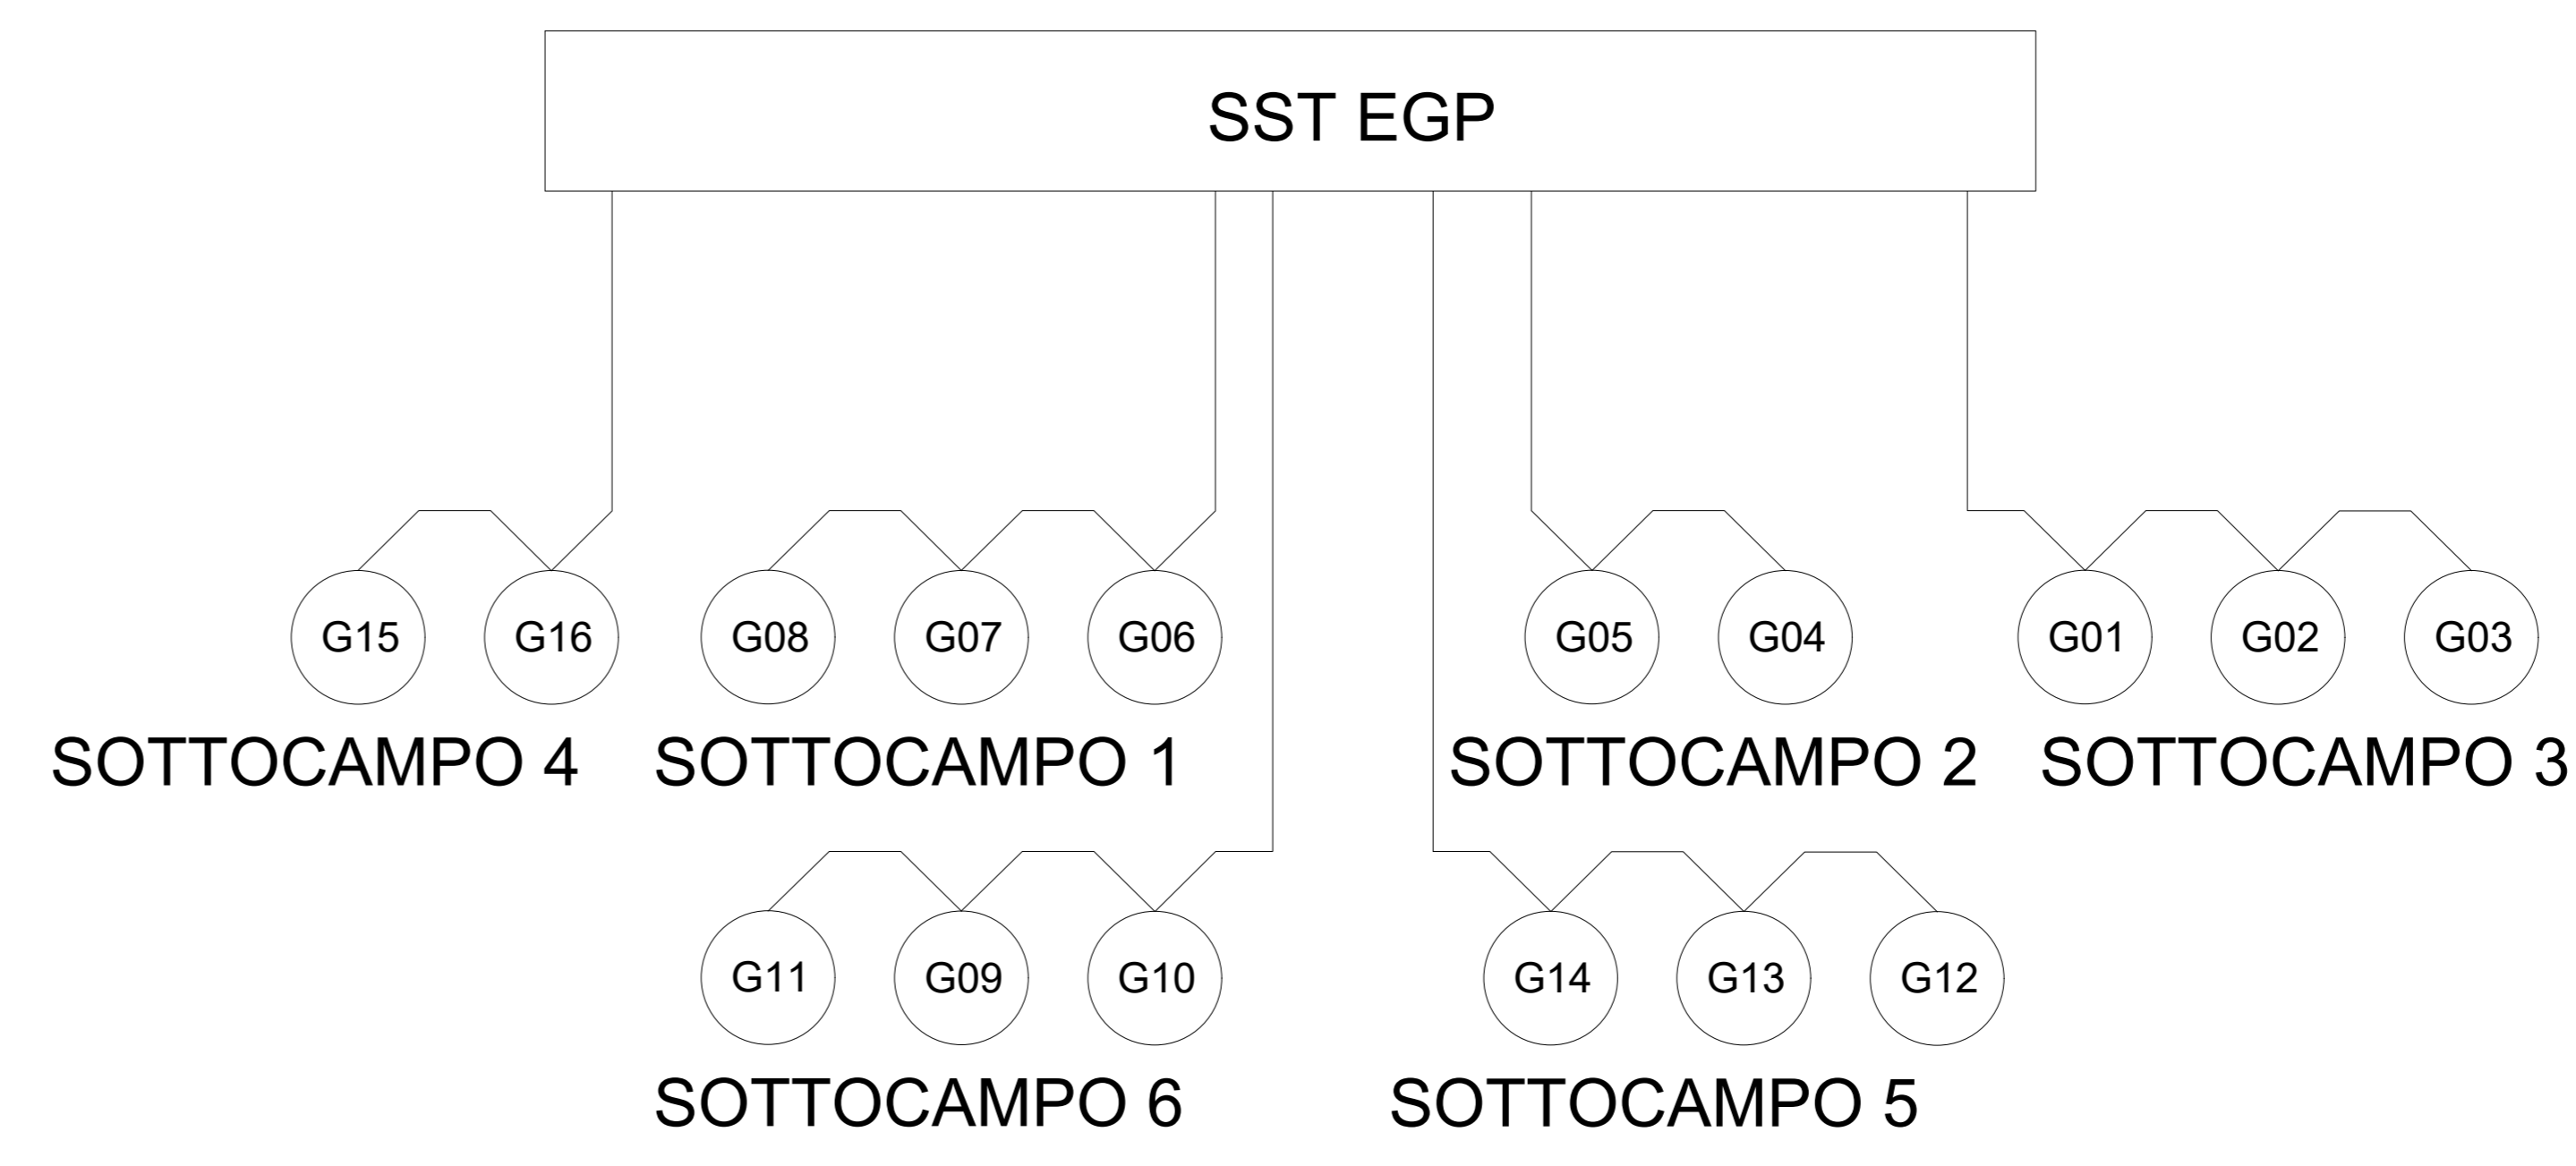 SST EGP
G15 G16 G08 G07 G06 G05 G04 G01 G02 G03
SOTTOCAMPO 4 SOTTOCAMPO 1 SOTTOCAMPO 2 SOTTOCAMPO 3
G11 G09 G10 G14 G13 G12
SOTTOCAMPO 6 SOTTOCAMPO 5